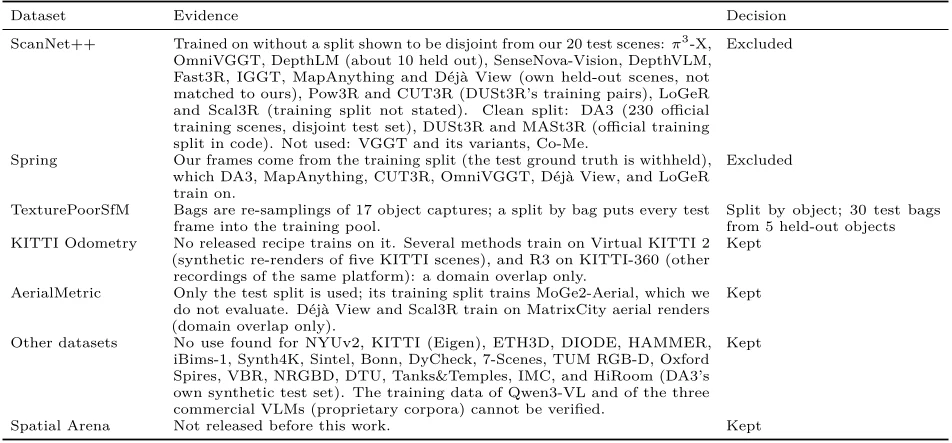 Dataset Evidence Decision
ScanNet++ Trained on without a split shown to be disjoint from our 20 test scenes: π³-X, Excluded
OmniVGGT, DepthLM (about 10 held out), SenseNova-Vision, DepthVLM,
Fast3R, IGGT, MapAnything and Déjà View (own held-out scenes, not
matched to ours), Pow3R and CUT3R (DUSt3R's training pairs), LoGeR
and Scal3R (training split not stated). Clean split: DA3 (230 official
training scenes, disjoint test set), DUSt3R and MASt3R (official training
split in code). Not used: VGGT and its variants, Co-Me.
Spring Our frames come from the training split (the test ground truth is withheld), Excluded
which DA3, MapAnything, CUT3R, OmniVGGT, Déjà View, and LoGeR
train on.
TexturePoorSfM Bags are re-samplings of 17 object captures; a split by bag puts every test Split by object; 30 test bags
frame into the training pool. from 5 held-out objects
KITTI Odometry No released recipe trains on it. Several methods train on Virtual KITTI 2 Kept
(synthetic re-renders of five KITTI scenes), and R3 on KITTI-360 (other
recordings of the same platform): a domain overlap only.
AerialMetric Only the test split is used; its training split trains MoGe2-Aerial, which we Kept
do not evaluate. Déjà View and Scal3R train on MatrixCity aerial renders
(domain overlap only).
Other datasets No use found for NYUv2, KITTI (Eigen), ETH3D, DIODE, HAMMER, Kept
iBims-1, Synth4K, Sintel, Bonn, DyCheck, 7-Scenes, TUM RGB-D, Oxford
Spires, VBR, NRGBD, DTU, Tanks&Temples, IMC, and HiRoom (DA3's
own synthetic test set). The training data of Qwen3-VL and of the three
commercial VLMs (proprietary corpora) cannot be verified.
Spatial Arena Not released before this work. Kept